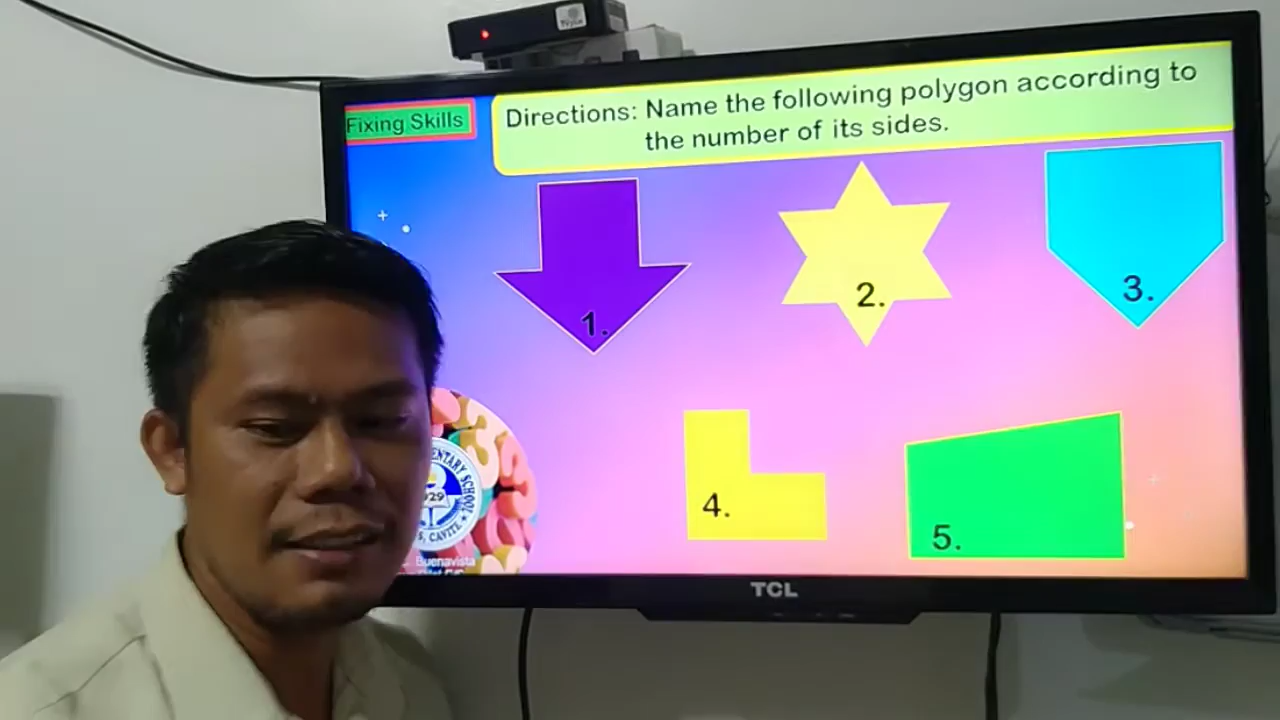 Fixing Skills
Directions: Name the following polygon according to
the number of its sides.
1.
2.
3.
4.
5.
Buenavista
TCL